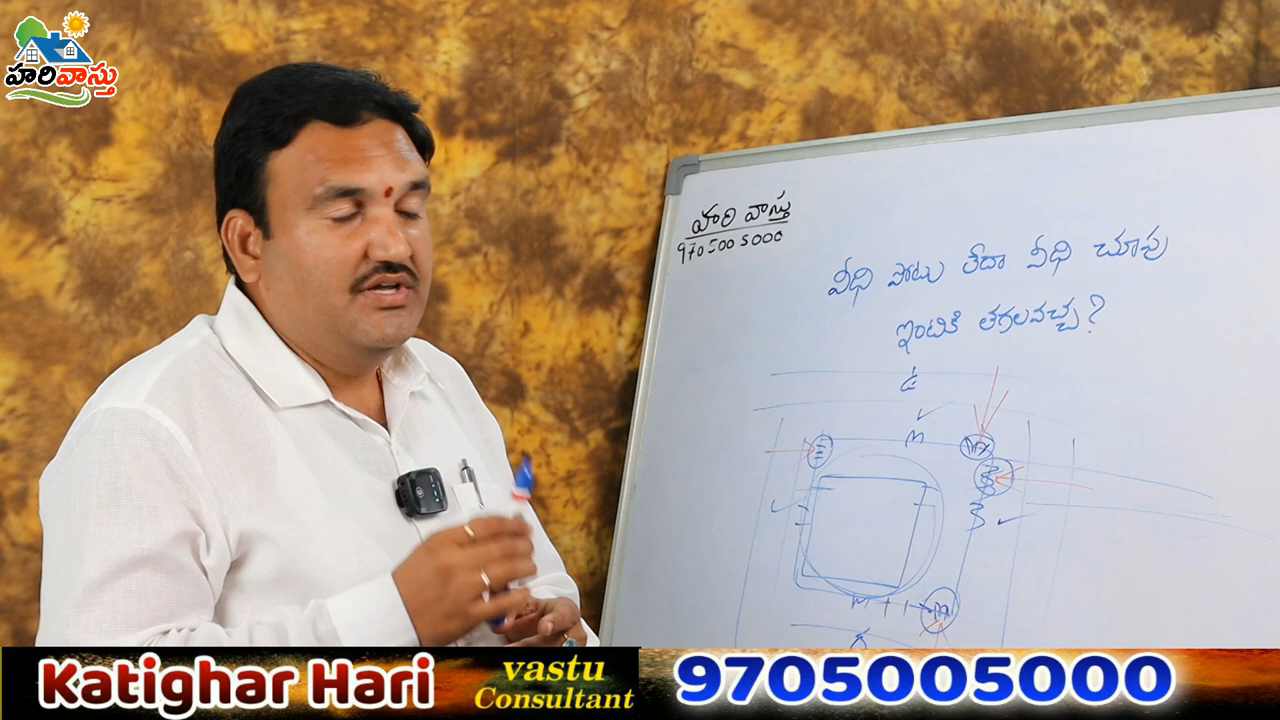 హరివాస్తు
హరి వాస్తు
9705005000
వీధి పోటు లేదా వీధి చూపు
ఇంటికి తగలవచ్చ?
ఉ
Katighar Hari
vastu
Consultant
9705005000